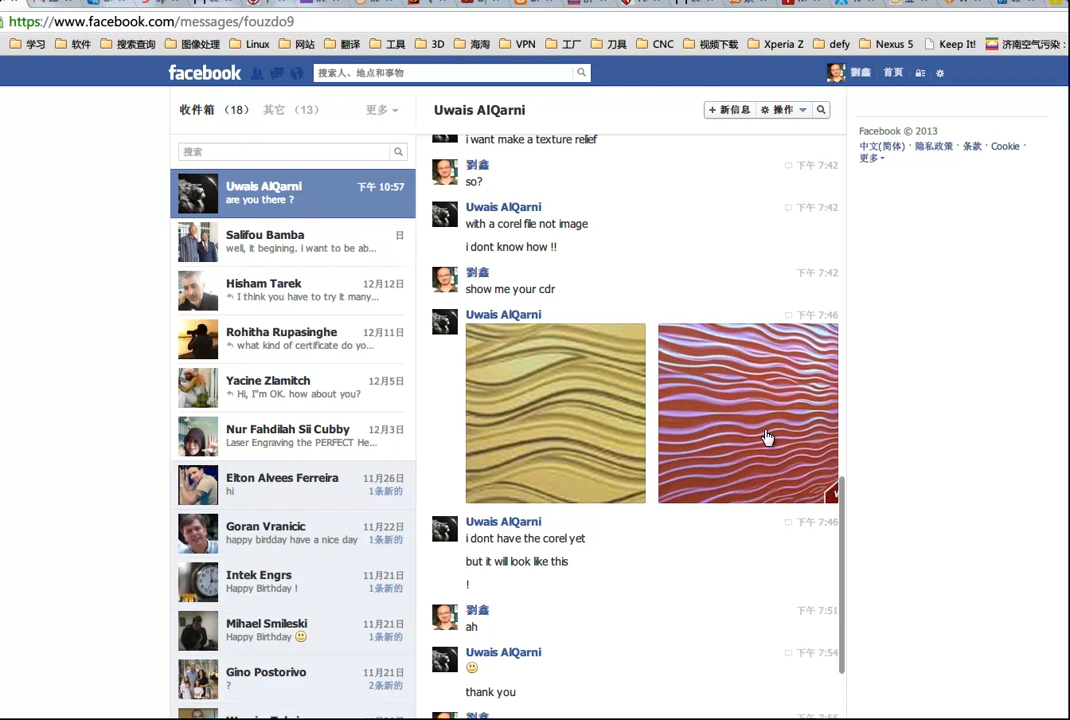 https://www.facebook.com/messages/fouzdo9
学习 软件 搜索查询 图像处理 Linux 网站 翻译 工具 3D 海淘 VPN 工厂 刀具 CNC 视频下载 Xperia Z defy Nexus 5 Keep It! 济南空气污染:
facebook 搜索人、地点和事物 劉鑫 首页
收件箱 (18) 其它 (13) 更多
Uwais AlQarni
+ 新信息 操作
搜索
Uwais AlQarni 下午 10:57
are you there ?
Salifou Bamba 日
well, it begining. i want to be ab...
Hisham Tarek 12月12日
I think you have to try it many...
Rohitha Rupasinghe 12月11日
what kind of certificate do yo...
Yacine Zlamitch 12月5日
Hi, I"m OK. how about you?
Nur Fahdilah Sii Cubby 12月3日
Laser Engraving the PERFECT He...
Elton Alvees Ferreira 11月26日
hi 1条新的
Goran Vranicic 11月22日
happy birdday have a nice day 1条新的
Intek Engrs 11月21日
Happy Birthday ! 1条新的
Mihael Smileski 11月21日
Happy Birthday 1条新的
Gino Postorivo 11月21日
? 2条新的
i want make a texture relief
劉鑫 下午 7:42
so?
Uwais AlQarni 下午 7:42
with a corel file not image
i dont know how !!
劉鑫 下午 7:42
show me your cdr
Uwais AlQarni 下午 7:46
Uwais AlQarni 下午 7:46
i dont have the corel yet
but it will look like this
!
劉鑫 下午 7:51
ah
Uwais AlQarni 下午 7:54
thank you
劉鑫 下午 7:56
Facebook © 2013
中文(简体) · 隐私政策 · 条款 · Cookie ·
更多